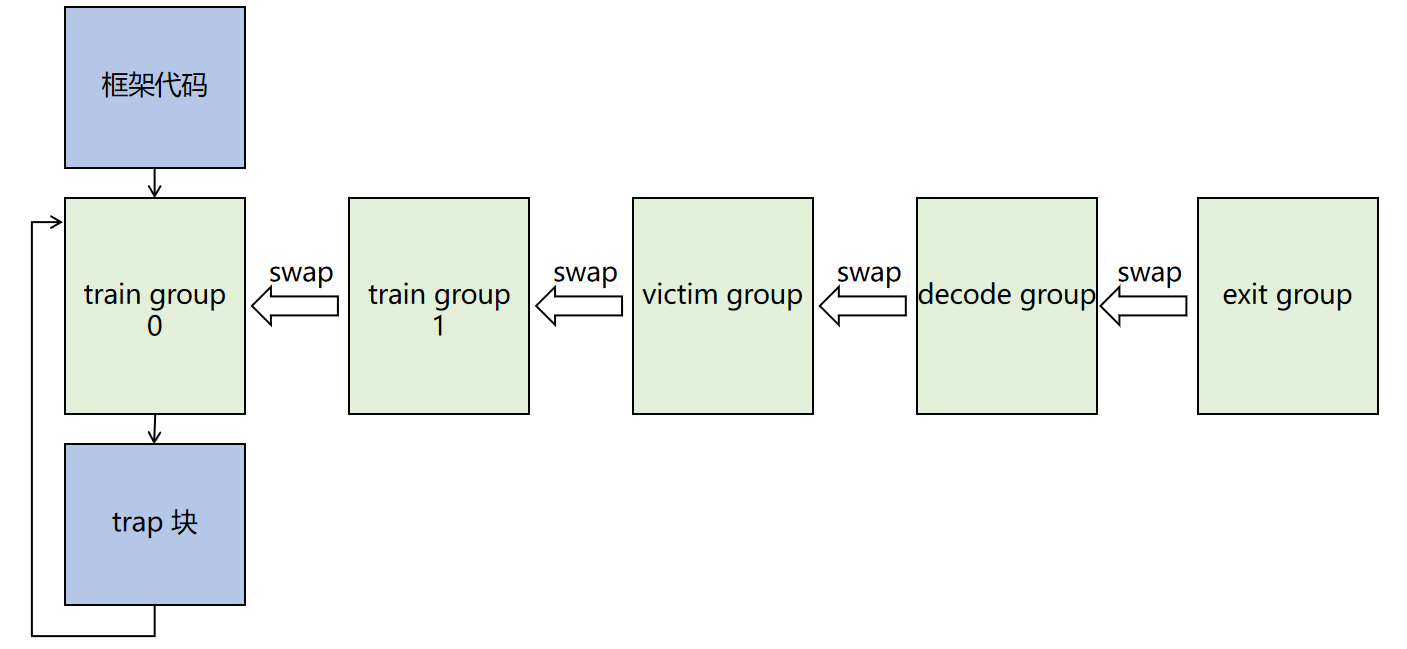 框架代码
swap
swap
swap
swap
train group
0
train group
1
victim group
decode group
exit group
trap 块